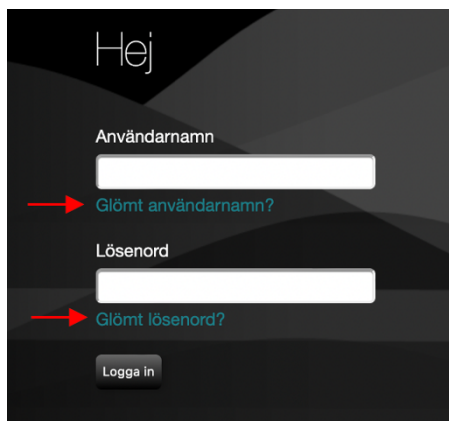 Hej
Användarnamn
Glömt användarnamn?
Lösenord
Glömt lösenord?
Logga in